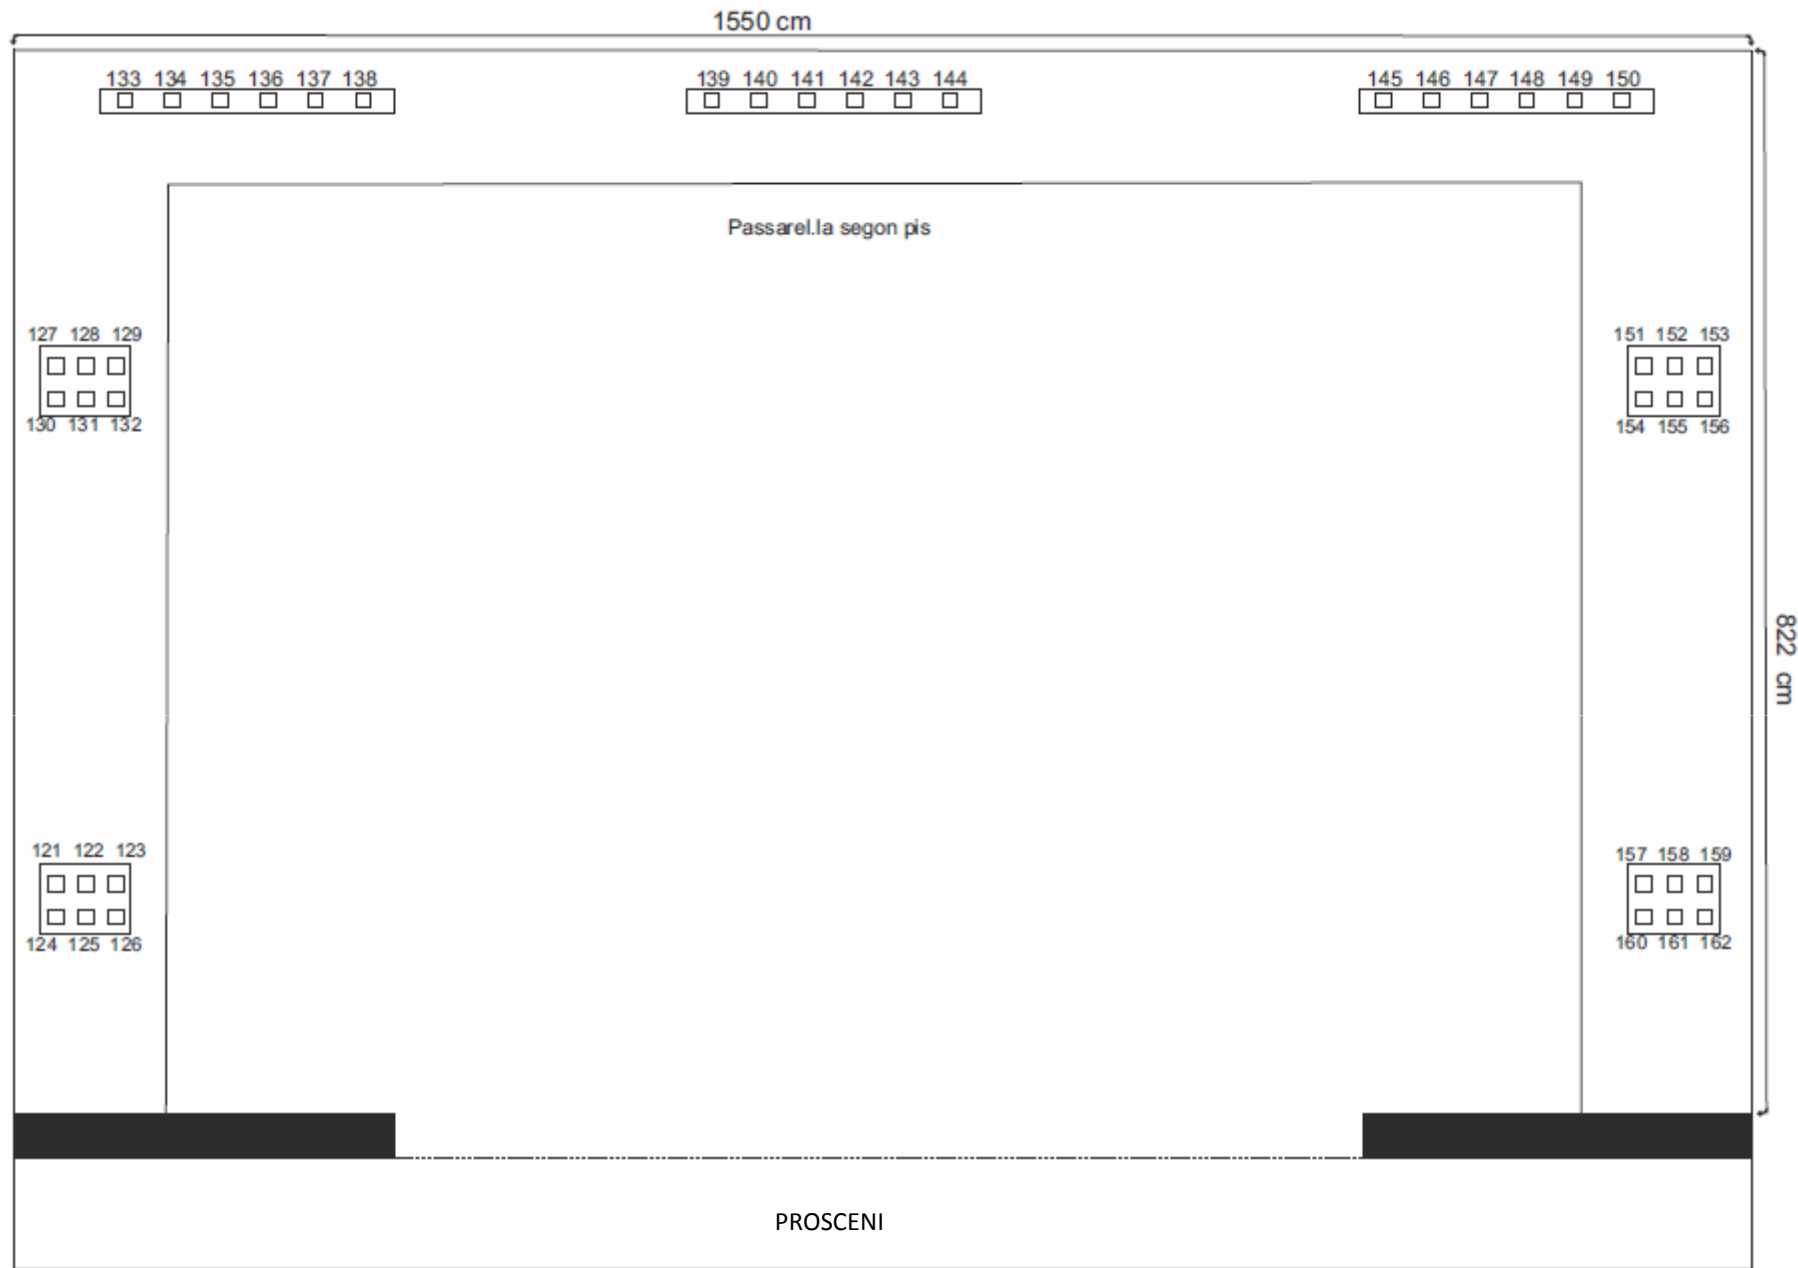 1550 cm
133 134 135 136 137 138 139 140 141 142 143 144 145 146 147 148 149 150
Passarel.la segon pis
127 128 129 151 152 153
130 131 132 154 155 156
822 cm
121 122 123 157 158 159
124 125 126 160 161 162
PROSCENI